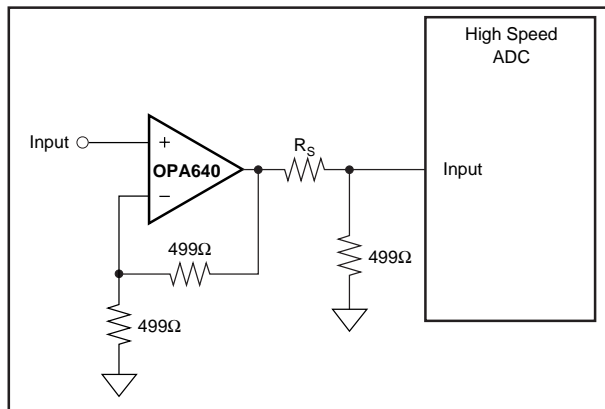 High Speed
ADC
Input
+
OPA640
−
R_S
Input
499Ω
499Ω
499Ω